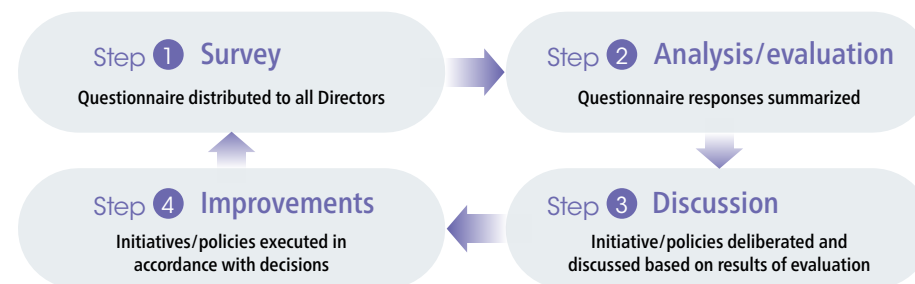 Step 1 Survey
Questionnaire distributed to all Directors
Step 2 Analysis/evaluation
Questionnaire responses summarized
Step 3 Discussion
Initiative/policies deliberated and
discussed based on results of evaluation
Step 4 Improvements
Initiatives/policies executed in
accordance with decisions